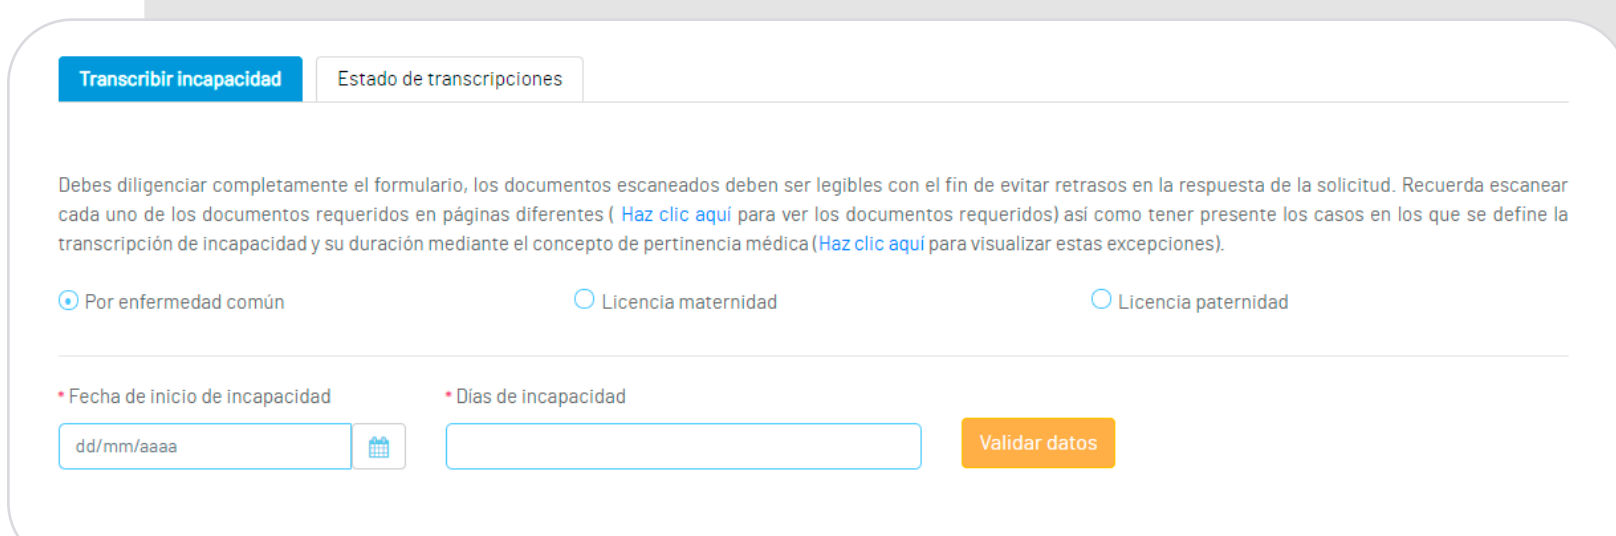 Transcribir incapacidad
Estado de transcripciones
Debes diligenciar completamente el formulario, los documentos escaneados deben ser legibles con el fin de evitar retrasos en la respuesta de la solicitud. Recuerda escanear
cada uno de los documentos requeridos en páginas diferentes ( Haz clic aquí para ver los documentos requeridos) así como tener presente los casos en los que se define la
transcripción de incapacidad y su duración mediante el concepto de pertinencia médica (Haz clic aquí para visualizar estas excepciones).
Por enfermedad común
Licencia maternidad
Licencia paternidad
* Fecha de inicio de incapacidad
* Días de incapacidad
dd/mm/aaaa
Validar datos